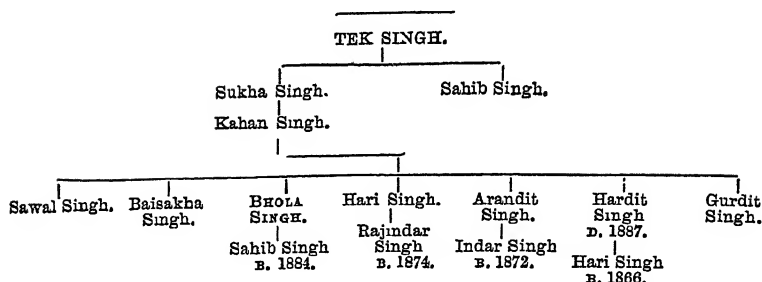 TEK SINGH.
Sukha Singh. Sahib Singh.
Kahan Singh.
Sawal Singh. Baisakha Singh. BHOLA SINGH. Hari Singh. Arandit Singh. Hardit Singh D. 1887. Gurdit Singh.
Sahib Singh B. 1884. Rajindar Singh B. 1874. Indar Singh B. 1872. Hari Singh B. 1866.